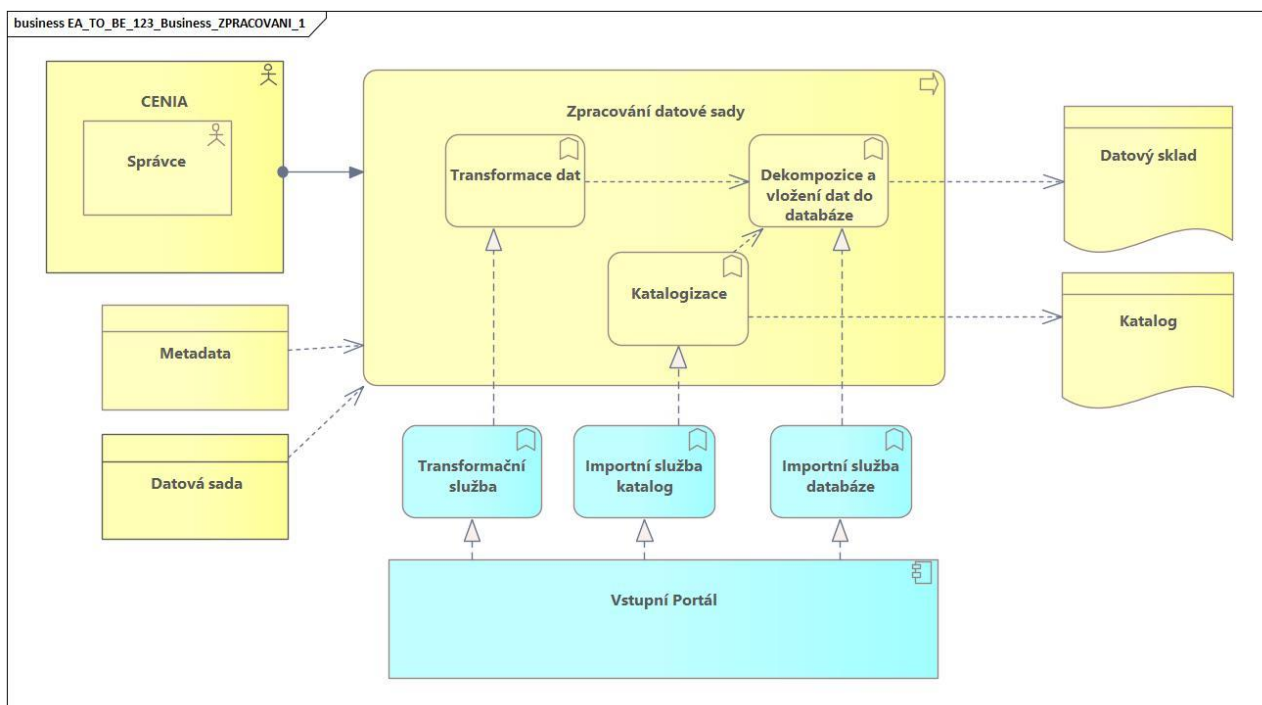 business EA_TO_BE_123_Business_ZPRACOVANI_1
CENIA
Správce
Zpracování datové sady
Transformace dat
Dekompozice a
vložení dat do
databáze
Katalogizace
Datový sklad
Katalog
Metadata
Datová sada
Transformační
služba
Importní služba
katalog
Importní služba
databáze
Vstupní Portál